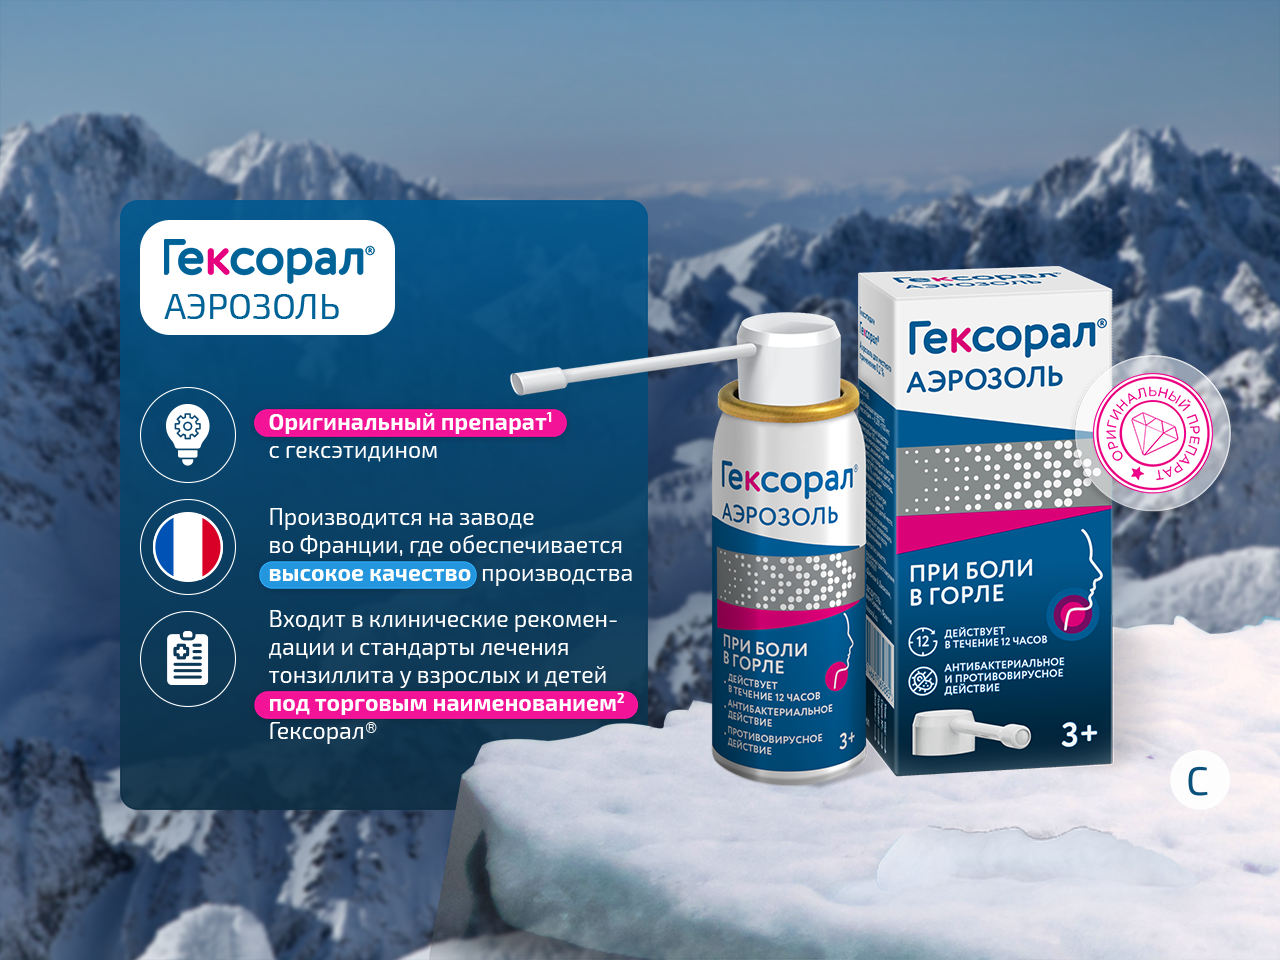 Гексорал®
АЭРОЗОЛЬ
Оригинальный препарат¹
с гексэтидином
Производится на заводе
во Франции, где обеспечивается
высокое качество производства
Входит в клинические рекомен-
дации и стандарты лечения
тонзиллита у взрослых и детей
под торговым наименованием²
Гексорал®
Гексорал®
АЭРОЗОЛЬ
ПРИ БОЛИ
В ГОРЛЕ
ДЕЙСТВУЕТ
В ТЕЧЕНИЕ 12 ЧАСОВ
АНТИБАКТЕРИАЛЬНОЕ
ДЕЙСТВИЕ
ПРОТИВОВИРУСНОЕ
ДЕЙСТВИЕ
3+
Гексорал
АЭРОЗОЛЬ
Гексорал®
АЭРОЗОЛЬ
ПРИ БОЛИ
В ГОРЛЕ
12
ДЕЙСТВУЕТ
В ТЕЧЕНИЕ 12 ЧАСОВ
АНТИБАКТЕРИАЛЬНОЕ
И ПРОТИВОВИРУСНОЕ
ДЕЙСТВИЕ
3+
ОРИГИНАЛЬНЫЙ ПРЕПАРАТ
С